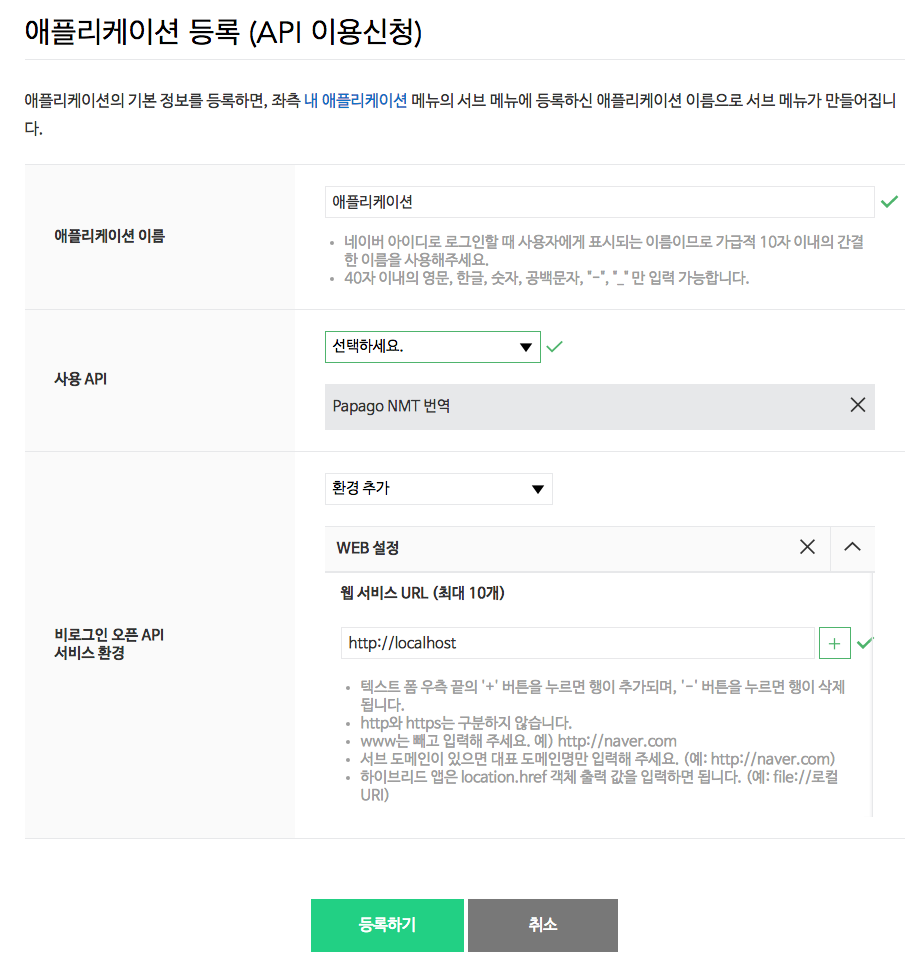 애플리케이션 등록 (API 이용신청)
애플리케이션의 기본 정보를 등록하면, 좌측 내 애플리케이션 메뉴의 서브 메뉴에 등록하신 애플리케이션 이름으로 서브 메뉴가 만들어집니
다.
애플리케이션 이름
애플리케이션
• 네이버 아이디로 로그인할 때 사용자에게 표시되는 이름이므로 가급적 10자 이내의 간결
한 이름을 사용해주세요.
• 40자 이내의 영문, 한글, 숫자, 공백문자, "-", "_" 만 입력 가능합니다.
사용 API
선택하세요.
Papago NMT 번역
비로그인 오픈 API
서비스 환경
환경 추가
WEB 설정
웹 서비스 URL (최대 10개)
http://localhost
• 텍스트 폼 우측 끝의 '+' 버튼을 누르면 행이 추가되며, '-' 버튼을 누르면 행이 삭제
됩니다.
• http와 https는 구분하지 않습니다.
• www는 빼고 입력해 주세요. 예) http://naver.com
• 서브 도메인이 있으면 대표 도메인명만 입력해 주세요. (예: http://naver.com)
• 하이브리드 앱은 location.href 객체 출력 값을 입력하면 됩니다. (예: file://로컬
URI)
등록하기
취소